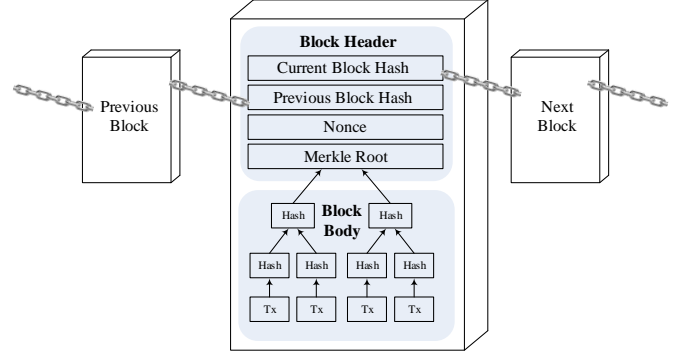 Block Header
Current Block Hash
Previous Block Hash
Nonce
Merkle Root
Previous
Block
Next
Block
Hash
Block
Body
Hash
Hash
Hash
Hash
Hash
Tx
Tx
Tx
Tx